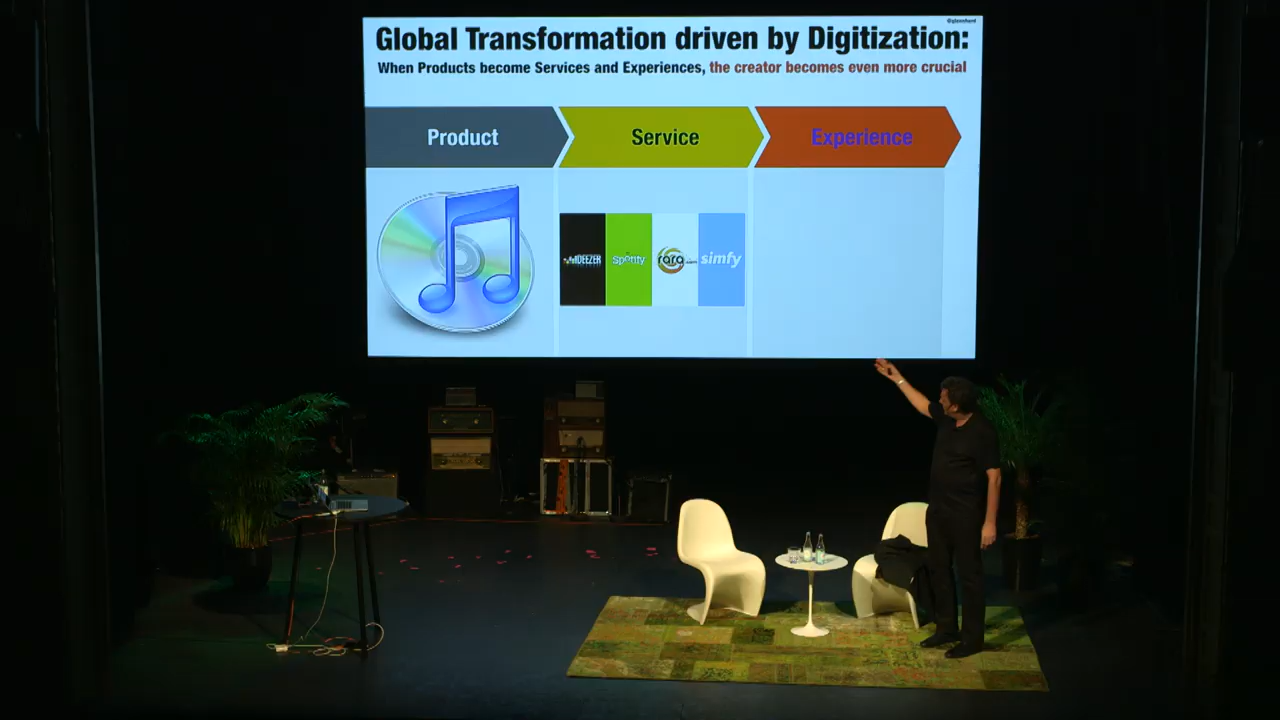 Global Transformation driven by Digitization:
When Products become Services and Experiences, the creator becomes even more crucial
Product
Service
Experience
DEEZER
Spotify
rara
simfy